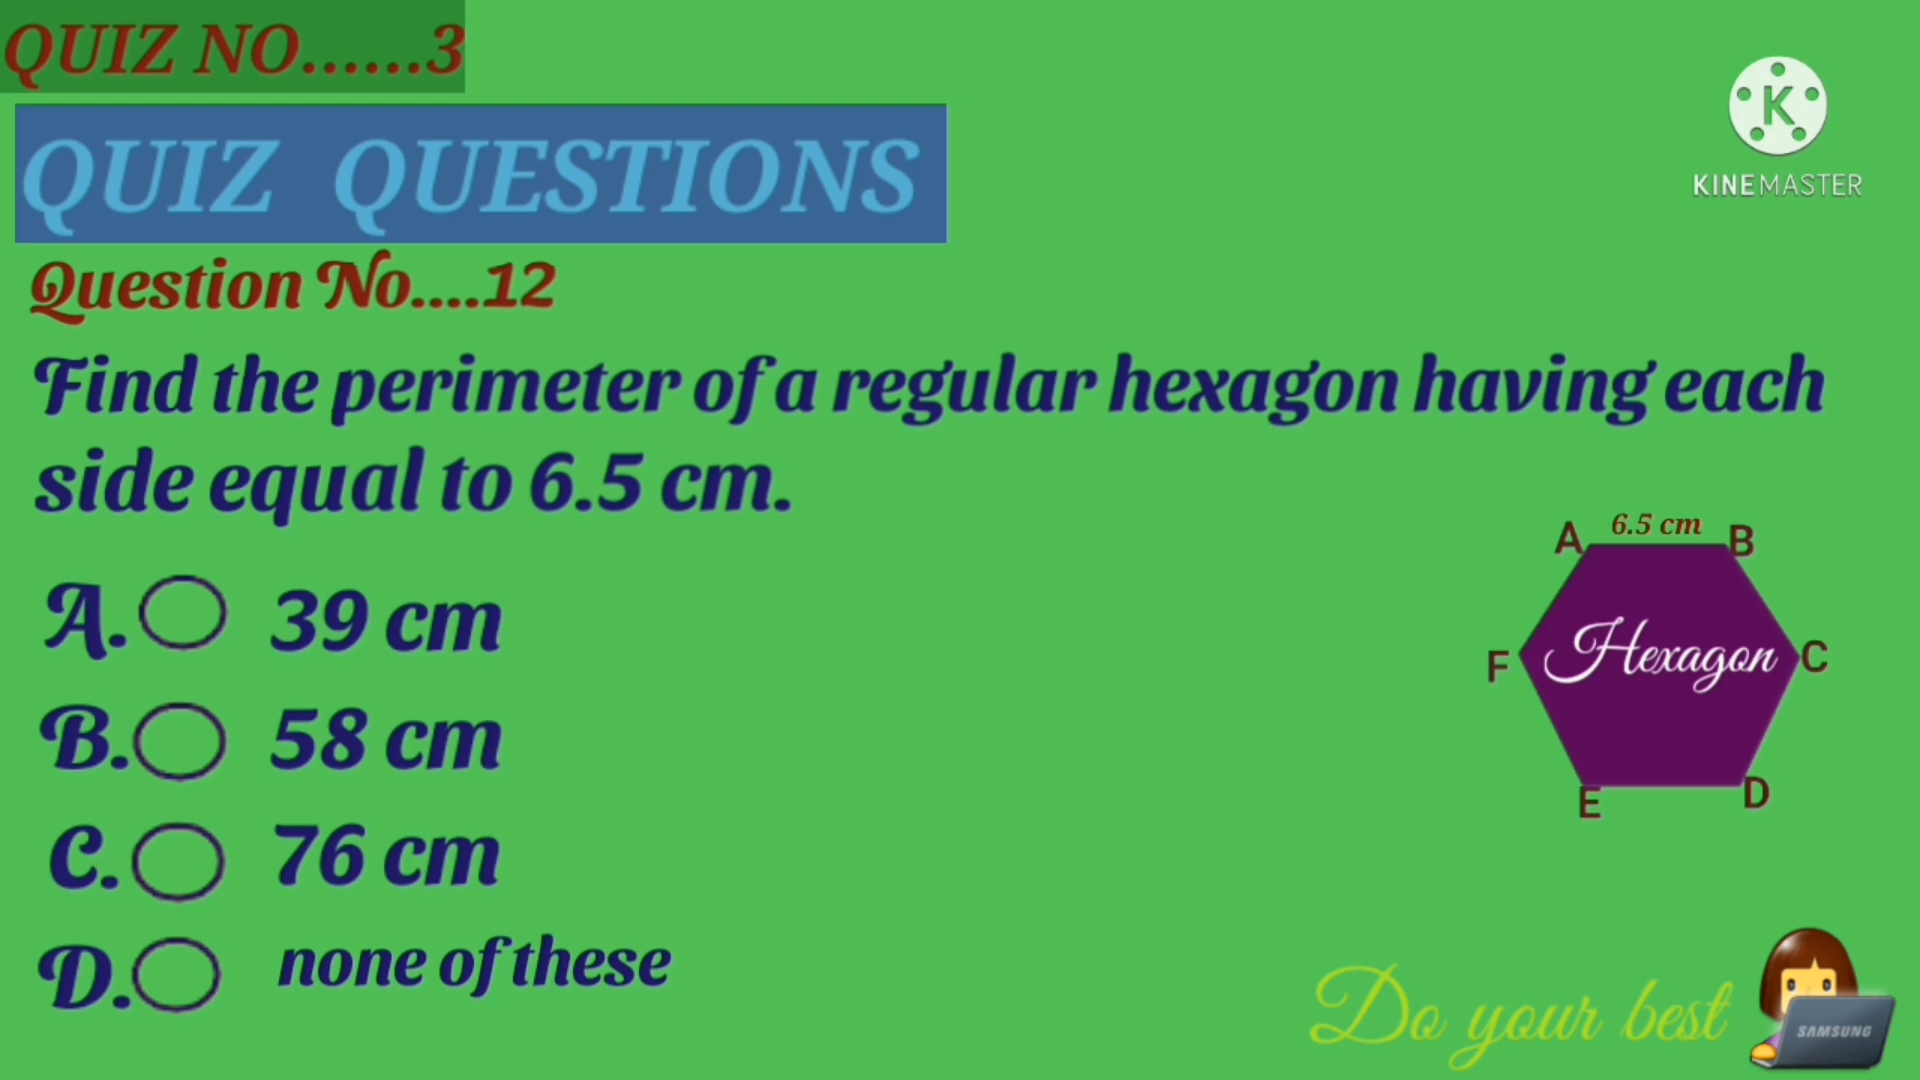 QUIZ NO......3
K
KINEMASTER
QUIZ QUESTIONS
Question No....12
Find the perimeter of a regular hexagon having each
side equal to 6.5 cm.
A. 39 cm
B. 58 cm
C. 76 cm
D. none of these
6.5 cm
A B
F Hexagon C
E D
Do your best
SAMSUNG